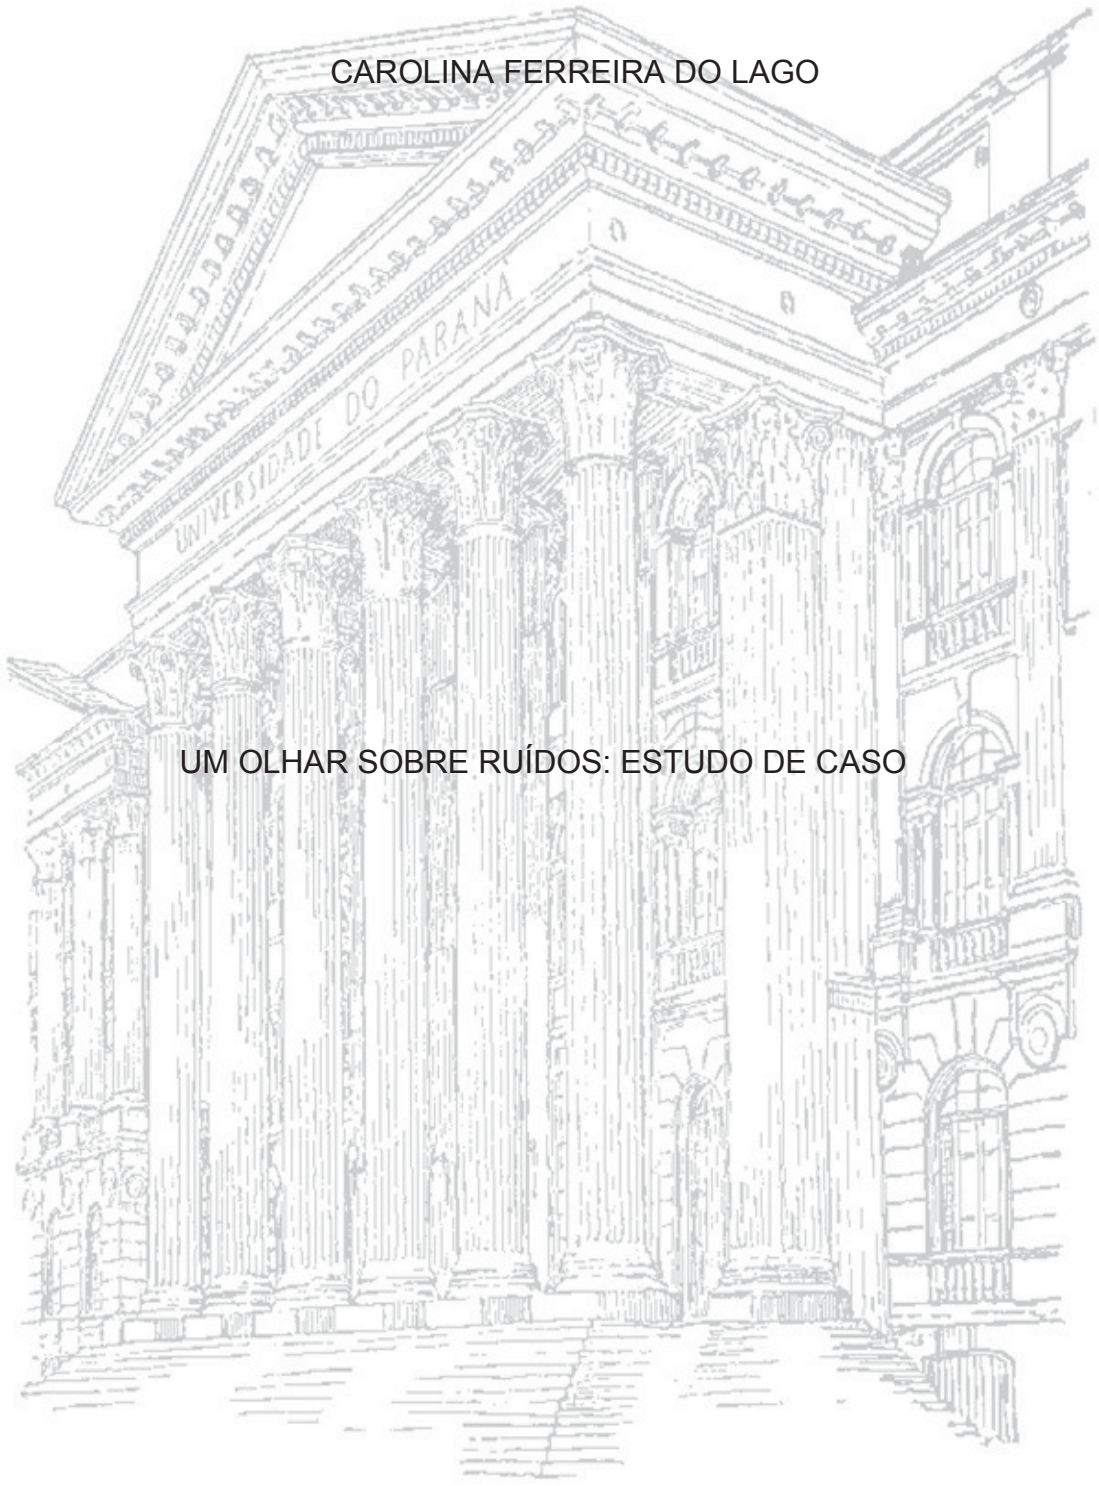 CAROLINA FERREIRA DO LAGO
UNIVERSIDADE DO PARANÁ
UM OLHAR SOBRE RUÍDOS: ESTUDO DE CASO